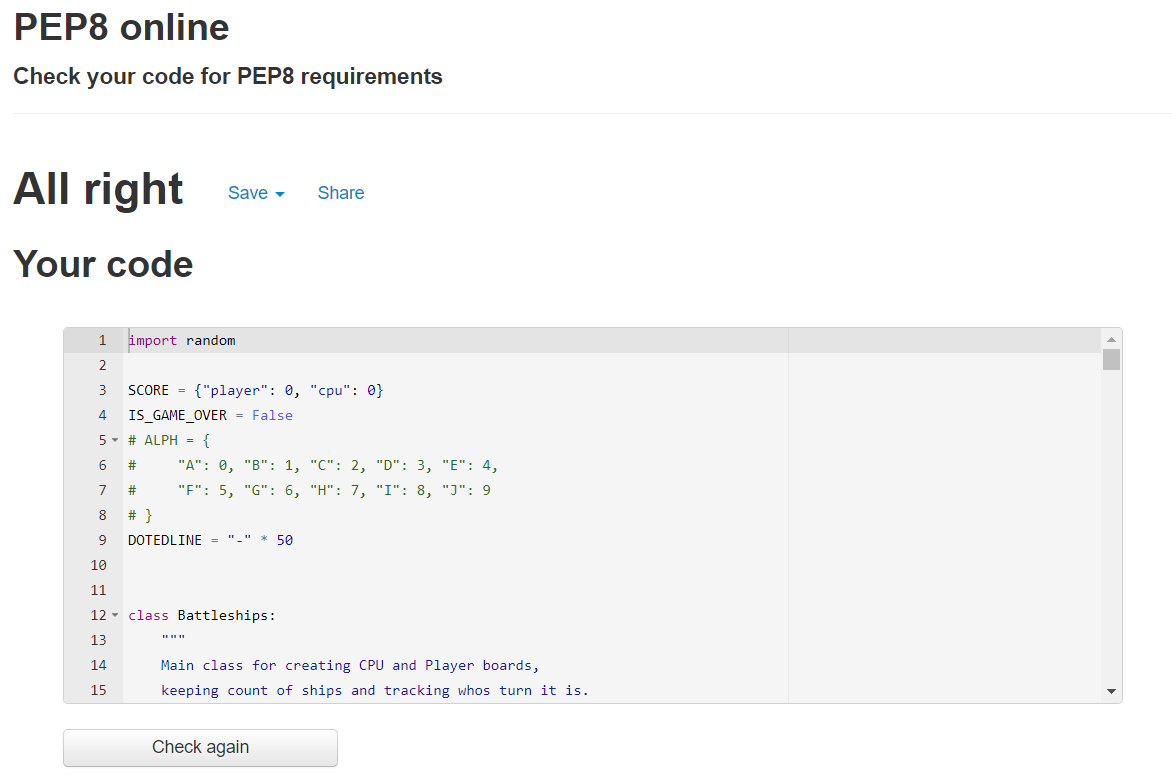 PEP8 online
Check your code for PEP8 requirements
All right Save Share
Your code
1 import random
2
3 SCORE = {"player": 0, "cpu": 0}
4 IS_GAME_OVER = False
5 # ALPH = {
6 #     "A": 0, "B": 1, "C": 2, "D": 3, "E": 4,
7 #     "F": 5, "G": 6, "H": 7, "I": 8, "J": 9
8 # }
9 DOTEDLINE = "-" * 50
10
11
12 class Battleships:
13     """
14     Main class for creating CPU and Player boards,
15     keeping count of ships and tracking whos turn it is.
Check again